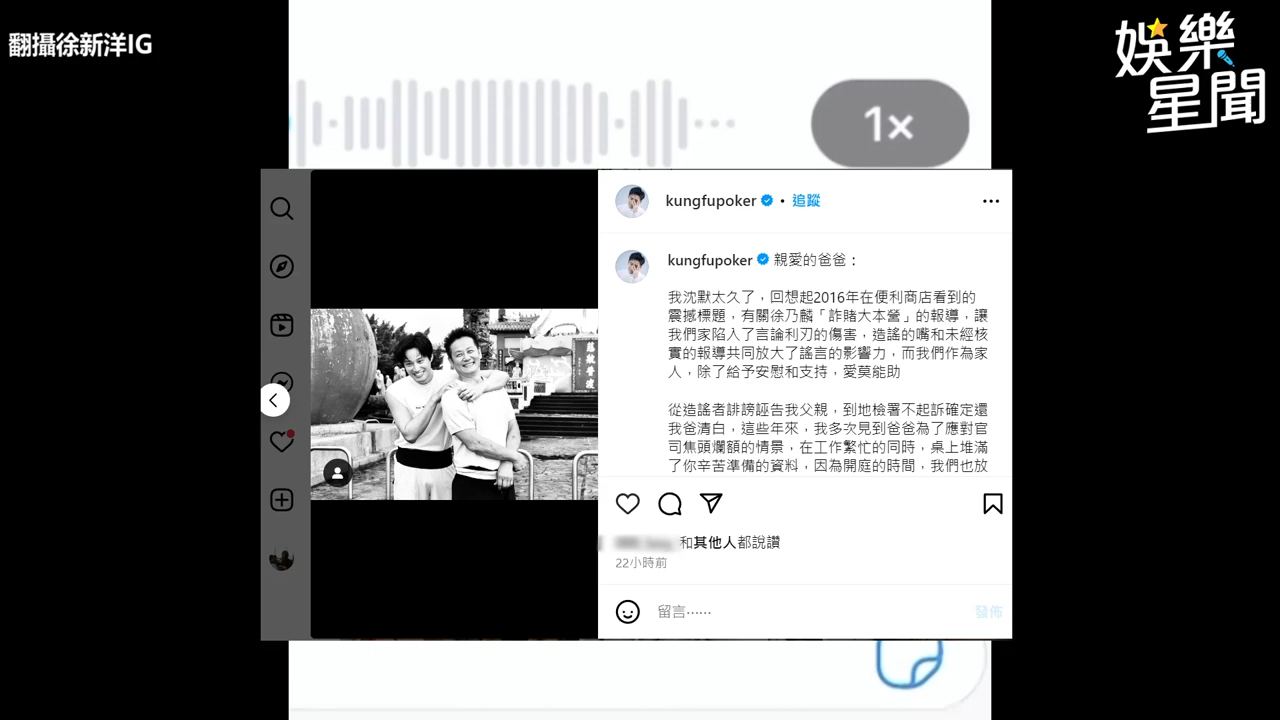 翻攝徐新洋IG
娛樂
星聞
1×
kungfupoker • 追蹤
kungfupoker 親愛的爸爸：
我沈默太久了，回想起2016年在便利商店看到的
震撼標題，有關徐乃麟「詐賭大本營」的報導，讓
我們家陷入了言論利刃的傷害，造謠的嘴和未經核
實的報導共同放大了謠言的影響力，而我們作為家
人，除了給予安慰和支持，愛莫能助
從造謠者誹謗誣告我父親，到地檢署不起訴確定還
我爸清白，這些年來，我多次見到爸爸為了應對官
司焦頭爛額的情景，在工作繁忙的同時，桌上堆滿
了你辛苦準備的資料，因為開庭的時間，我們也放
和其他人都說讚
22小時前
留言⋯⋯
發佈